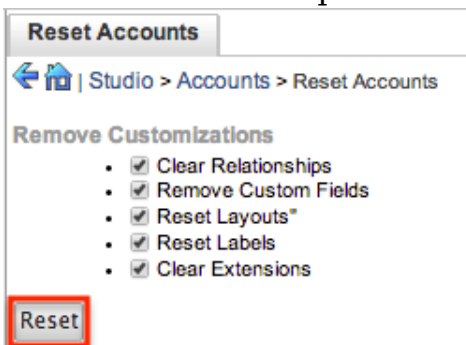 Reset Accounts
| Studio > Accounts > Reset Accounts
Remove Customizations
• Clear Relationships
• Remove Custom Fields
• Reset Layouts"
• Reset Labels
• Clear Extensions
Reset